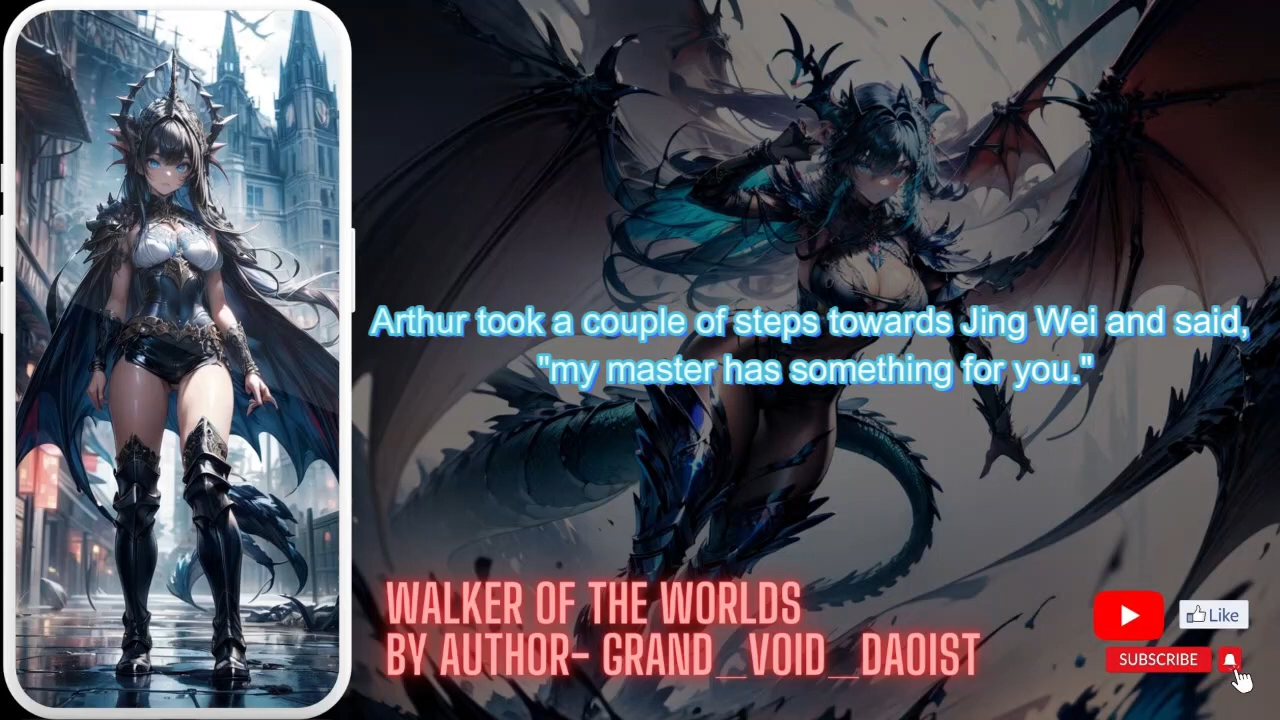 Arthur took a couple of steps towards Jing Wei and said,
"my master has something for you."
WALKER OF THE WORLDS
BY AUTHOR- GRAND_VOID_DAOIST
Like
SUBSCRIBE